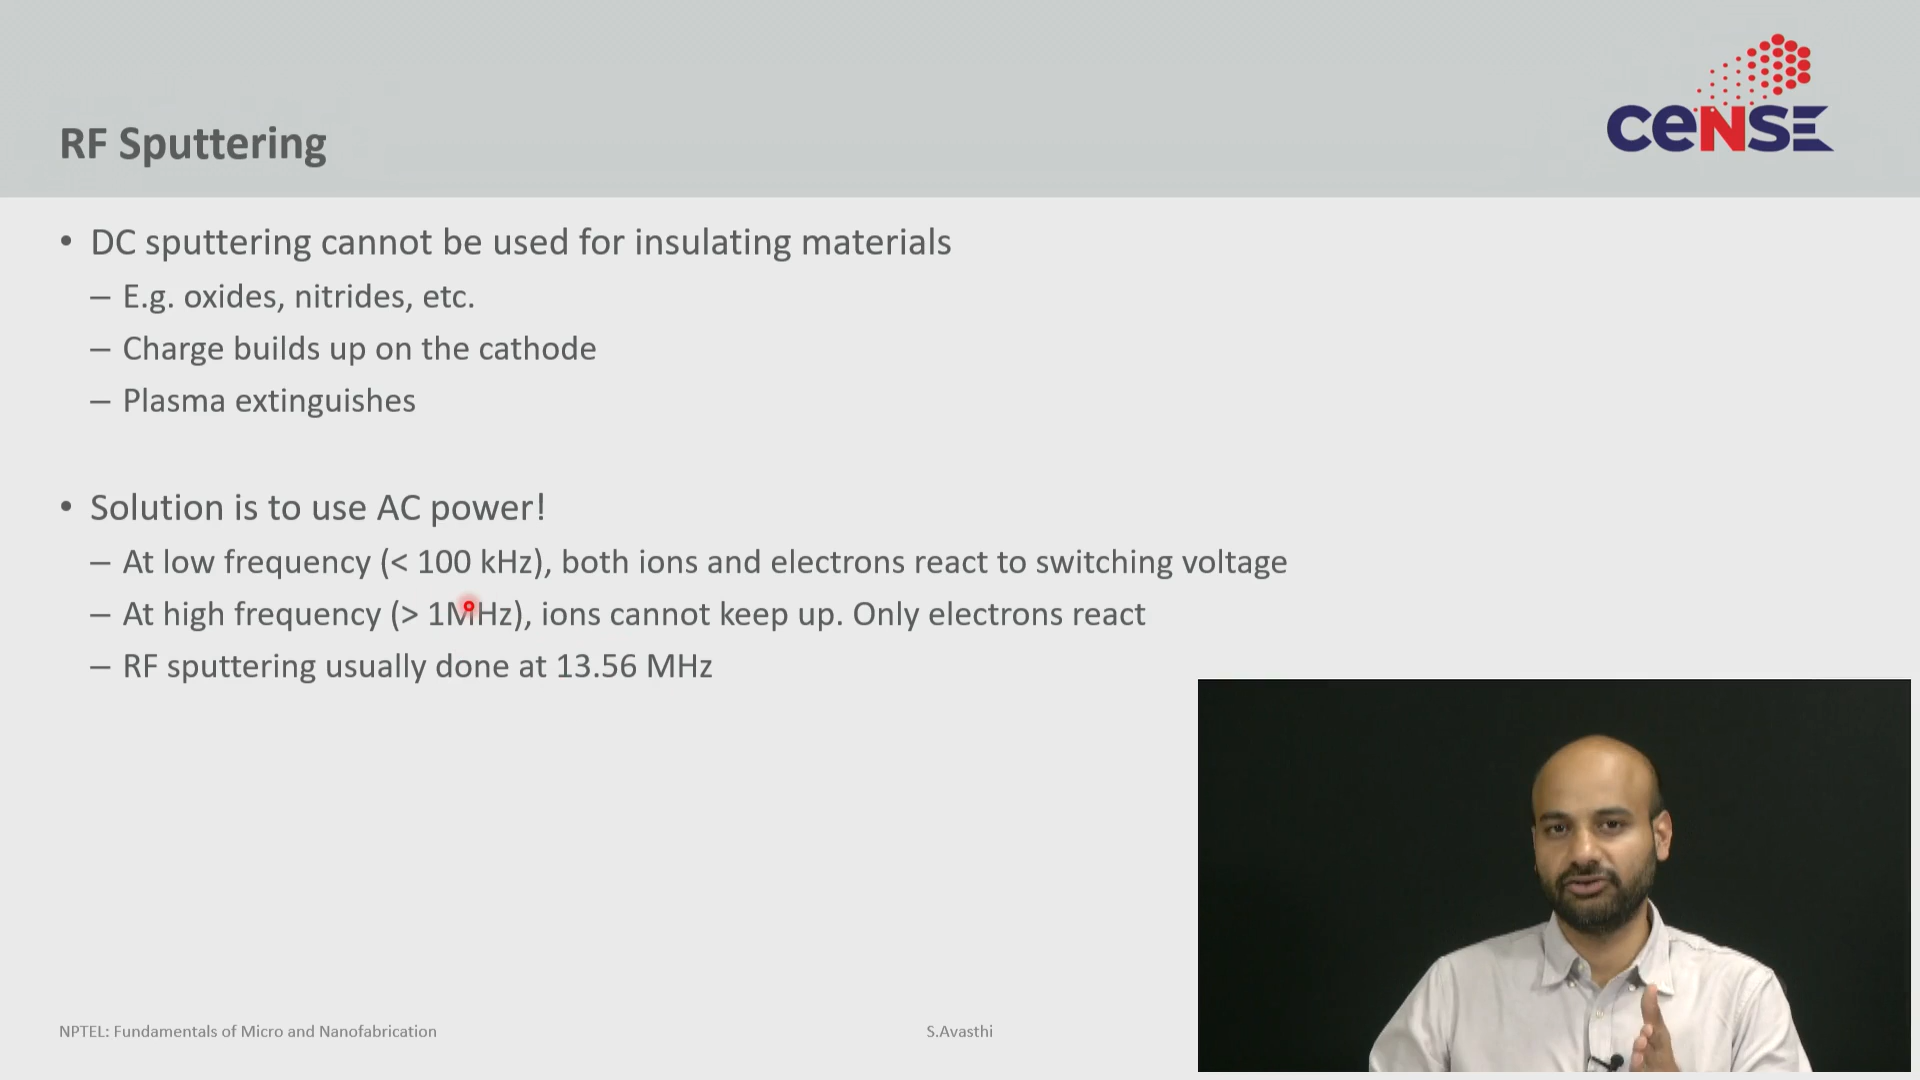 ceNSE
RF Sputtering
• DC sputtering cannot be used for insulating materials
– E.g. oxides, nitrides, etc.
– Charge builds up on the cathode
– Plasma extinguishes
• Solution is to use AC power!
– At low frequency (< 100 kHz), both ions and electrons react to switching voltage
– At high frequency (> 1MHz), ions cannot keep up. Only electrons react
– RF sputtering usually done at 13.56 MHz
NPTEL: Fundamentals of Micro and Nanofabrication
S.Avasthi